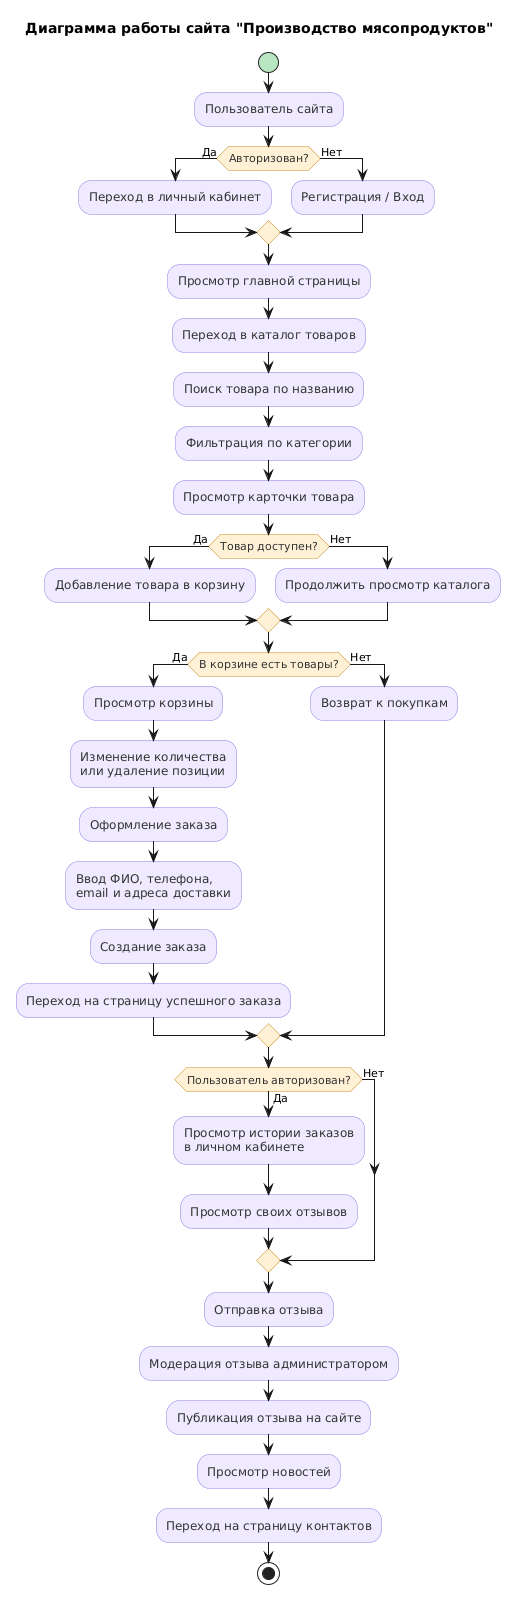 Диаграмма работы сайта "Производство мясопродуктов"
Пользователь сайта
Авторизован?
Да
Нет
Переход в личный кабинет
Регистрация / Вход
Просмотр главной страницы
Переход в каталог товаров
Поиск товара по названию
Фильтрация по категории
Просмотр карточки товара
Товар доступен?
Да
Нет
Добавление товара в корзину
Продолжить просмотр каталога
В корзине есть товары?
Да
Нет
Просмотр корзины
Возврат к покупкам
Изменение количества
или удаление позиции
Оформление заказа
Ввод ФИО, телефона,
email и адреса доставки
Создание заказа
Переход на страницу успешного заказа
Пользователь авторизован?
Нет
Да
Просмотр истории заказов
в личном кабинете
Просмотр своих отзывов
Отправка отзыва
Модерация отзыва администратором
Публикация отзыва на сайте
Просмотр новостей
Переход на страницу контактов